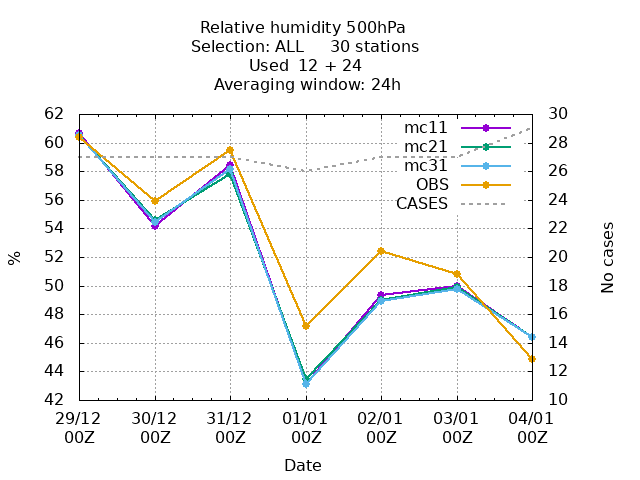 Relative humidity 500hPa
Selection: ALL 30 stations
Used 12 + 24
Averaging window: 24h
62
60
58
56
54
52
50
48
46
44
42
%
30
28
26
24
22
20
18
16
14
12
10
No cases
mc11
mc21
mc31
OBS
CASES
29/12 30/12 31/12 01/01 02/01 03/01 04/01
00Z 00Z 00Z 00Z 00Z 00Z 00Z
Date